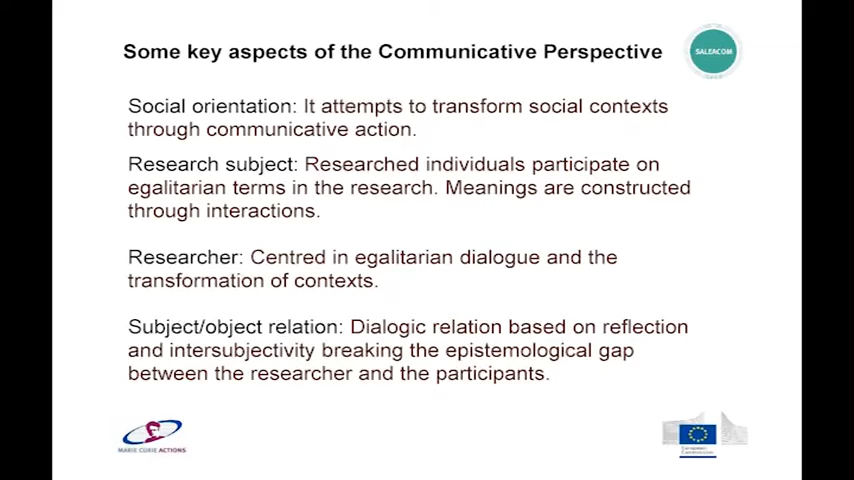 Some key aspects of the Communicative Perspective
SALEACOM
Social orientation: It attempts to transform social contexts
through communicative action.
Research subject: Researched individuals participate on
egalitarian terms in the research. Meanings are constructed
through interactions.
Researcher: Centred in egalitarian dialogue and the
transformation of contexts.
Subject/object relation: Dialogic relation based on reflection
and intersubjectivity breaking the epistemological gap
between the researcher and the participants.
MARIE CURIE ACTIONS
European
Commission